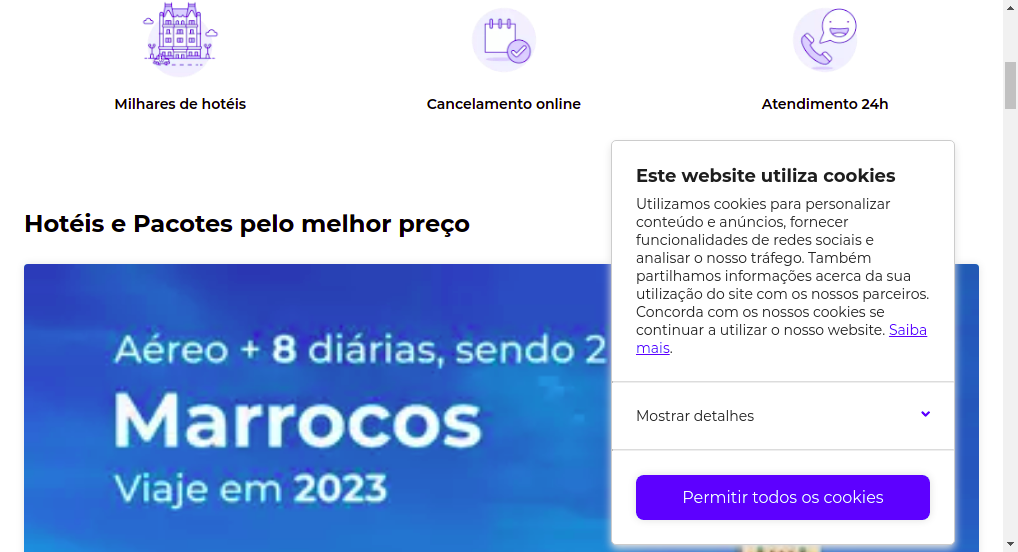 Milhares de hotéis
Cancelamento online
Atendimento 24h
Hotéis e Pacotes pelo melhor preço
Aéreo + 8 diárias, sendo 2
Marrocos
Viaje em 2023
Este website utiliza cookies
Utilizamos cookies para personalizar
conteúdo e anúncios, fornecer
funcionalidades de redes sociais e
analisar o nosso tráfego. Também
partilhamos informações acerca da sua
utilização do site com os nossos parceiros.
Concorda com os nossos cookies se
continuar a utilizar o nosso website. Saiba
mais.
Mostrar detalhes
Permitir todos os cookies